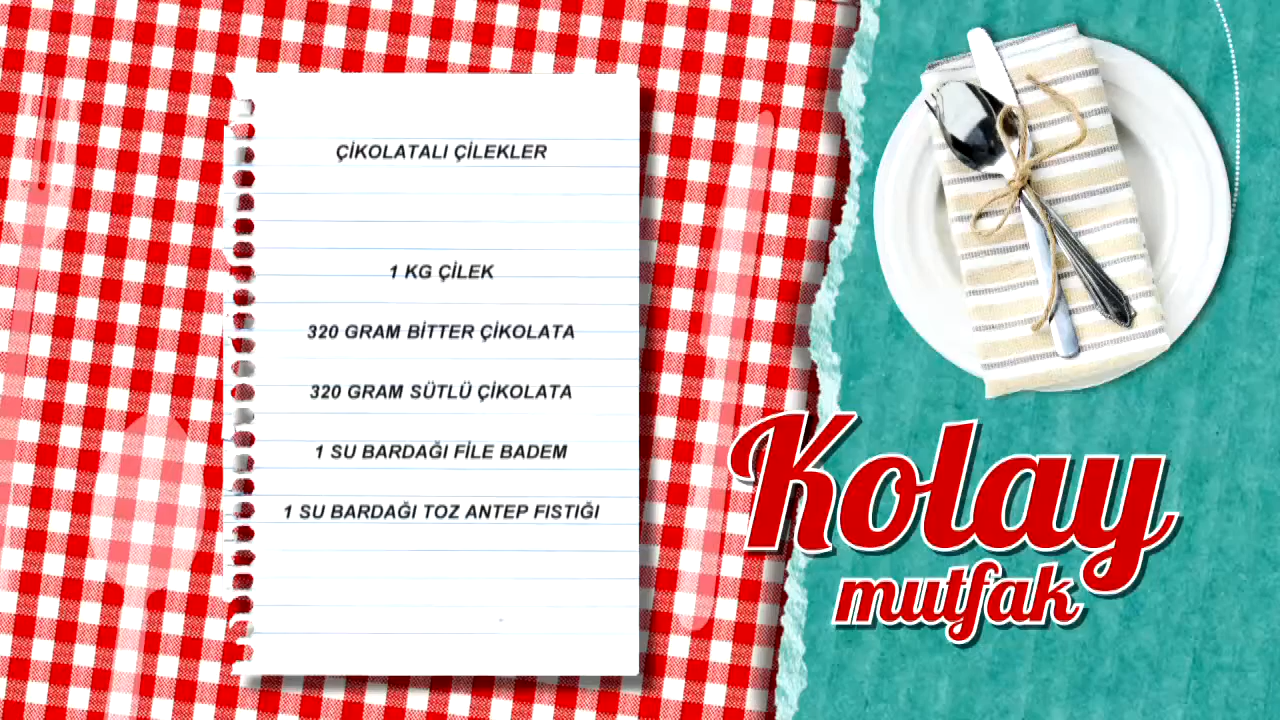 ÇİKOLATALI ÇİLEKLER
1 KG ÇİLEK
320 GRAM BİTTER ÇİKOLATA
320 GRAM SÜTLÜ ÇİKOLATA
1 SU BARDAĞI FİLE BADEM
1 SU BARDAĞI TOZ ANTEP FISTIĞI
Kolay
mutfak